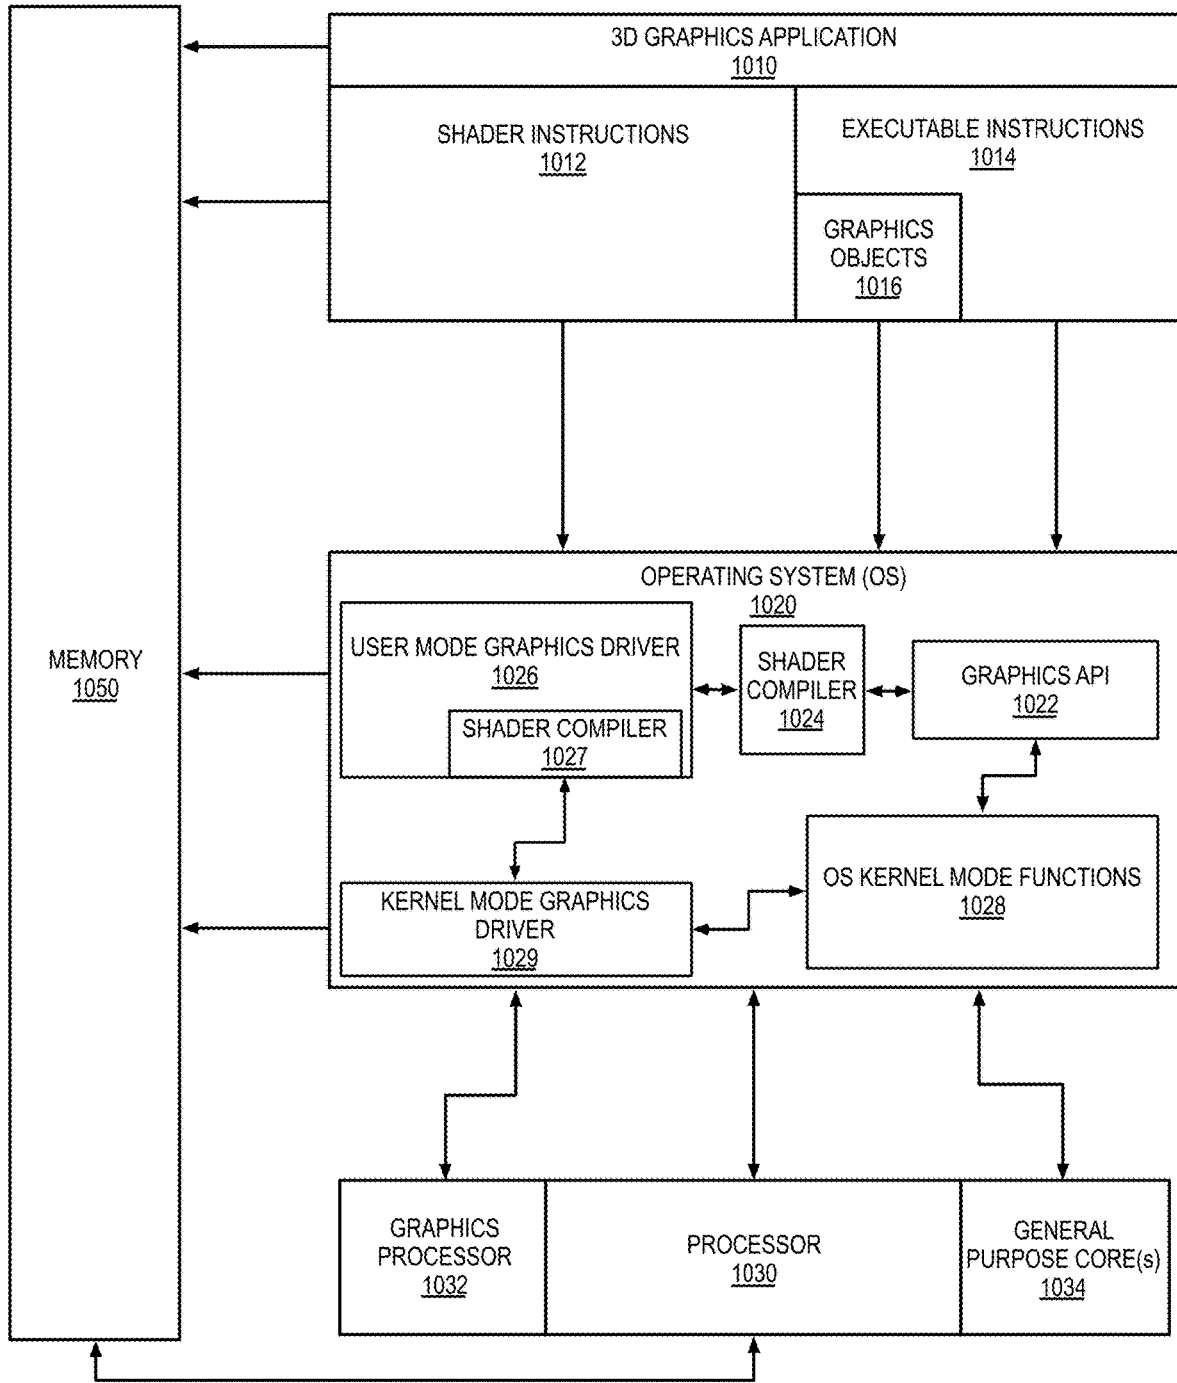 3D GRAPHICS APPLICATION
1010
SHADER INSTRUCTIONS
1012
EXECUTABLE INSTRUCTIONS
1014
GRAPHICS
OBJECTS
1016
MEMORY
1050
OPERATING SYSTEM (OS)
1020
USER MODE GRAPHICS DRIVER
1026
SHADER COMPILER
1027
SHADER
COMPILER
1024
GRAPHICS API
1022
KERNEL MODE GRAPHICS
DRIVER
1029
OS KERNEL MODE FUNCTIONS
1028
GRAPHICS
PROCESSOR
1032
PROCESSOR
1030
GENERAL
PURPOSE CORE(s)
1034